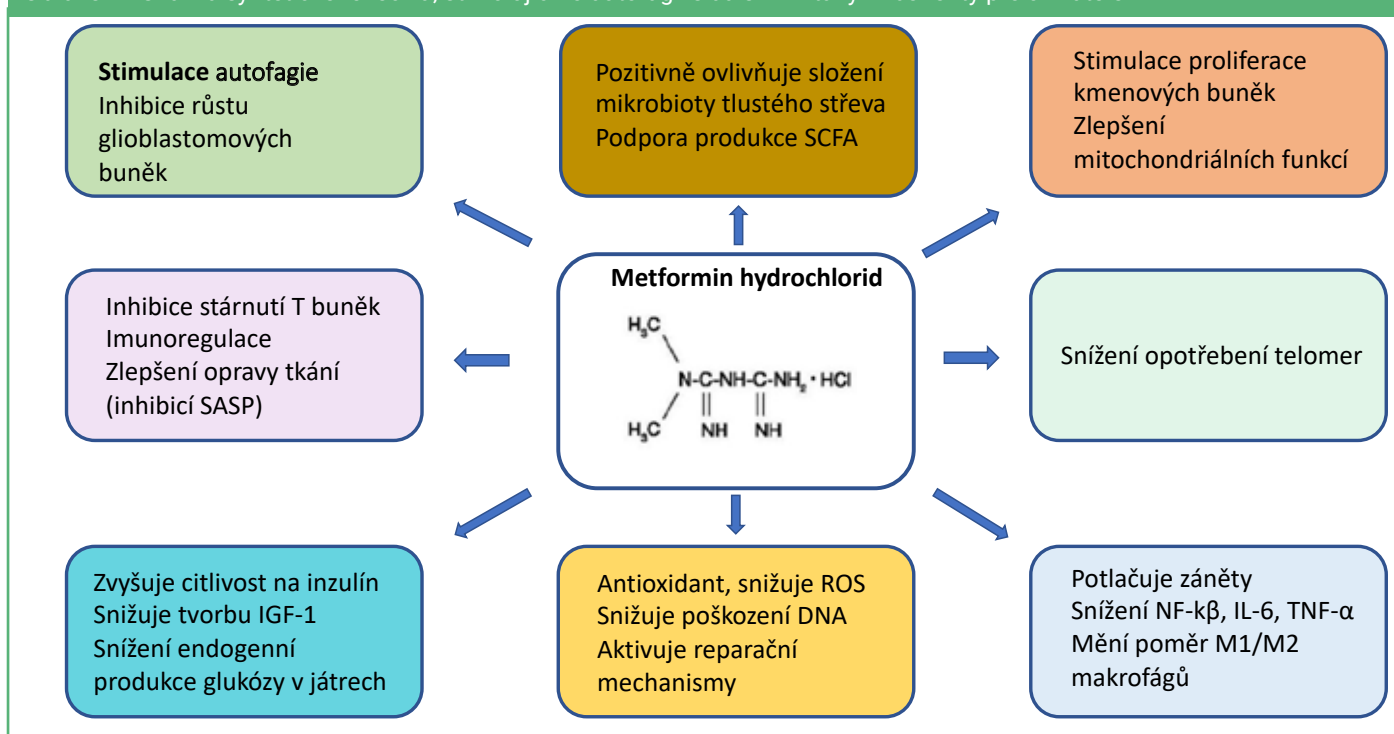 Stimulace autofagie
Inhibice růstu
glioblastomových
buněk
Pozitivně ovlivňuje složení
mikrobioty tlustého střeva
Podpora produkce SCFA
Stimulace proliferace
kmenových buněk
Zlepšení
mitochondriálních funkcí
Inhibice stárnutí T buněk
Imunoregulace
Zlepšení opravy tkání
(inhibicí SASP)
Metformin hydrochlorid
H₃C
N-C-NH-C-NH₂ · HCl
H₃C NH NH
Snížení opotřebení telomer
Zvyšuje citlivost na inzulín
Snižuje tvorbu IGF-1
Snížení endogenní
produkce glukózy v játrech
Antioxidant, snižuje ROS
Snižuje poškození DNA
Aktivuje reparační
mechanismy
Potlačuje záněty
Snížení NF-kβ, IL-6, TNF-α
Mění poměr M1/M2
makrofágů